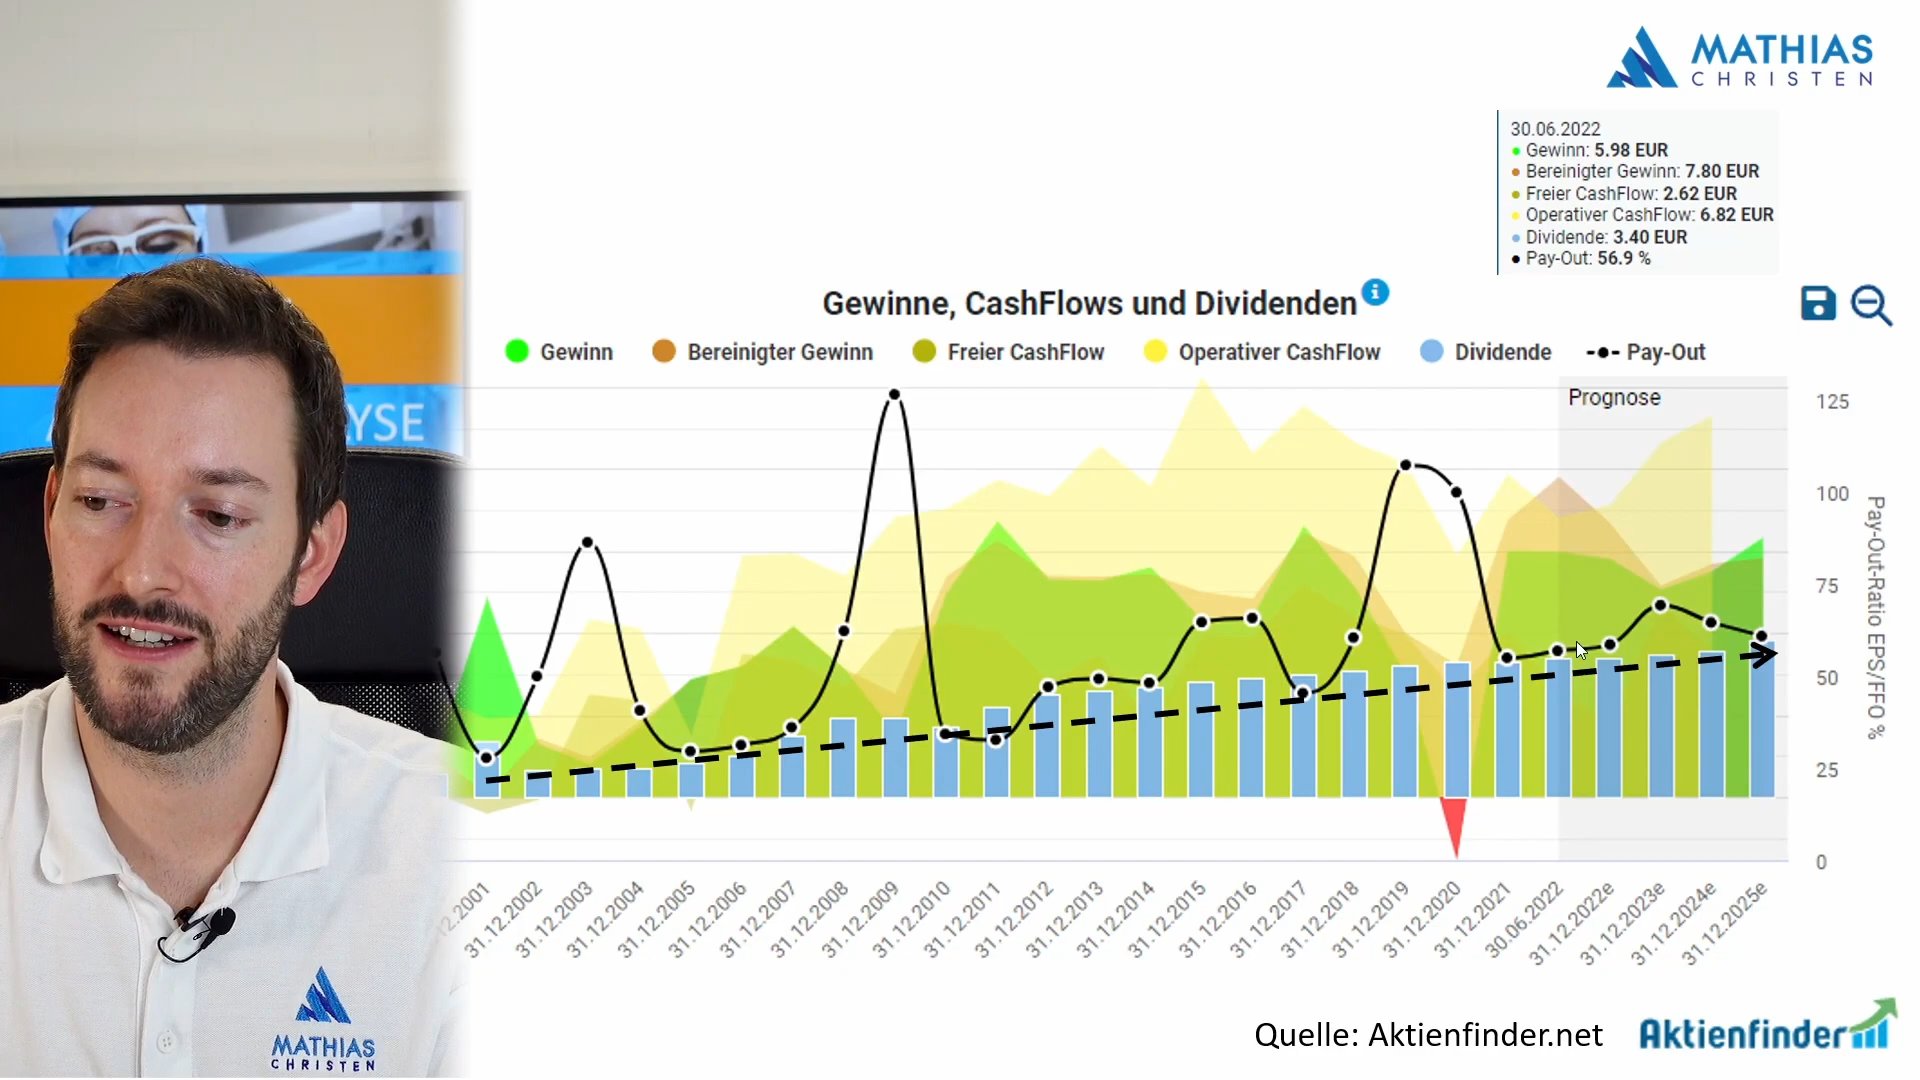 MATHIAS
CHRISTEN
30.06.2022
Gewinn: 5.98 EUR
Bereinigter Gewinn: 7.80 EUR
Freier CashFlow: 2.62 EUR
Operativer CashFlow: 6.82 EUR
Dividende: 3.40 EUR
Pay-Out: 56.9 %
Gewinne, CashFlows und Dividenden
i
Gewinn
Bereinigter Gewinn
Freier CashFlow
Operativer CashFlow
Dividende
Pay-Out
Prognose
125
100
75
50
25
0
Pay-Out-Ratio EPS/FFO %
12.2001
31.12.2002
31.12.2003
31.12.2004
31.12.2005
31.12.2006
31.12.2007
31.12.2008
31.12.2009
31.12.2010
31.12.2011
31.12.2012
31.12.2013
31.12.2014
31.12.2015
31.12.2016
31.12.2017
31.12.2018
31.12.2019
31.12.2020
31.12.2021
30.06.2022
31.12.2022e
31.12.2023e
31.12.2024e
31.12.2025e
YSE
MATHIAS
CHRISTEN
Quelle: Aktienfinder.net
Aktienfinder